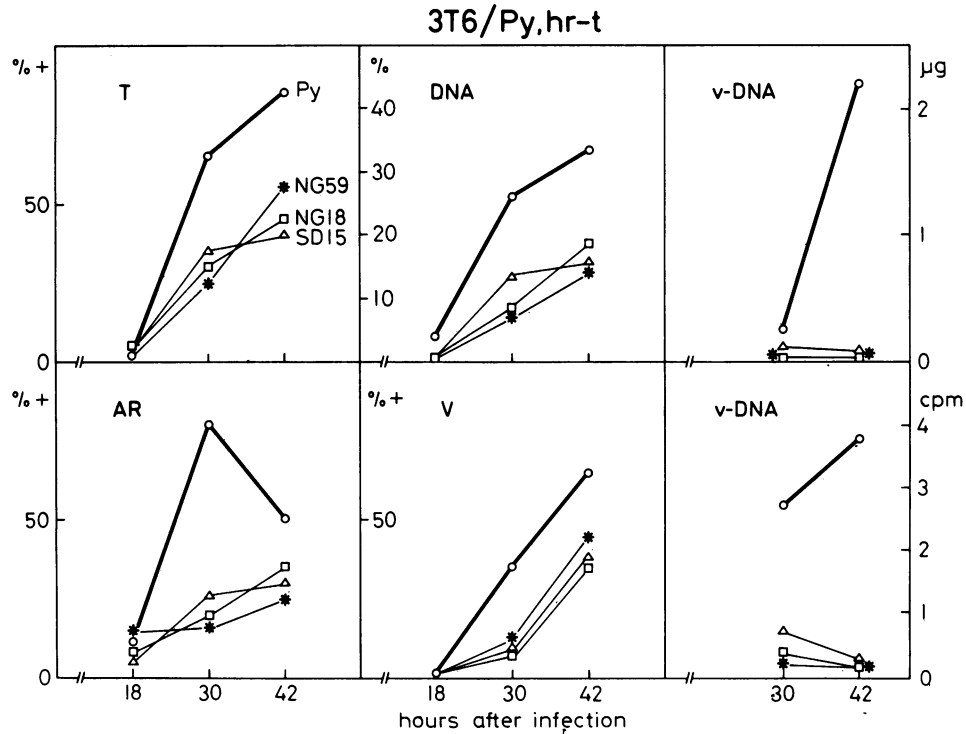 3T6/Py,hr-t
% + T Py
50
NG59
NG18
SD15
0
% DNA
40
30
20
10
v-DNA µg
2
1
0
% + AR
50
0
18 30 42
% + V
50
18 30 42
v-DNA cpm
4
3
2
1
0
30 42
hours after infection